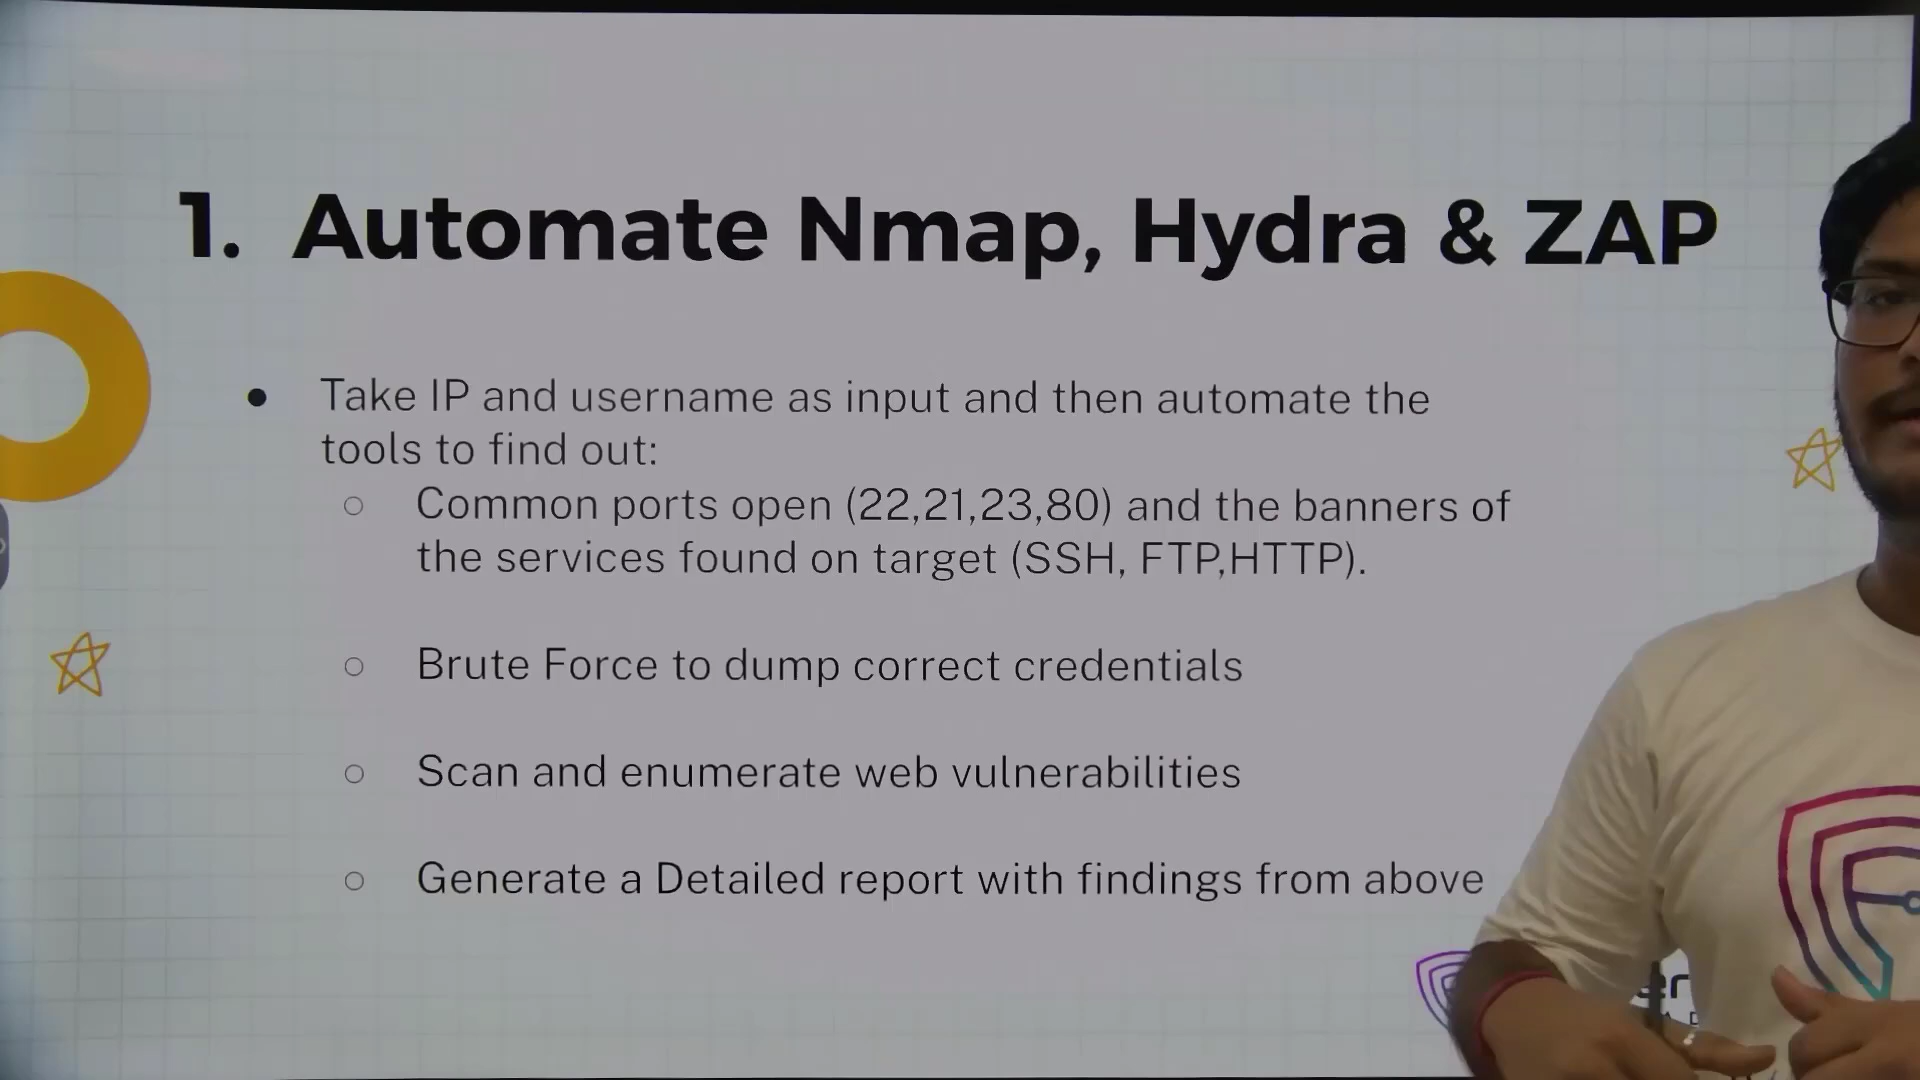 1. Automate Nmap, Hydra & ZAP
● Take IP and username as input and then automate the
tools to find out:
○ Common ports open (22,21,23,80) and the banners of
the services found on target (SSH, FTP,HTTP).
○ Brute Force to dump correct credentials
○ Scan and enumerate web vulnerabilities
○ Generate a Detailed report with findings from above